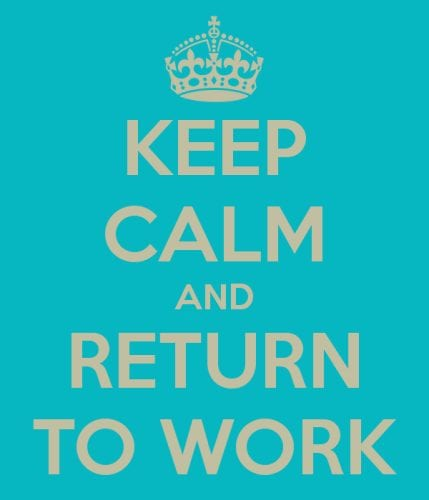 KEEP
CALM
AND
RETURN
TO WORK